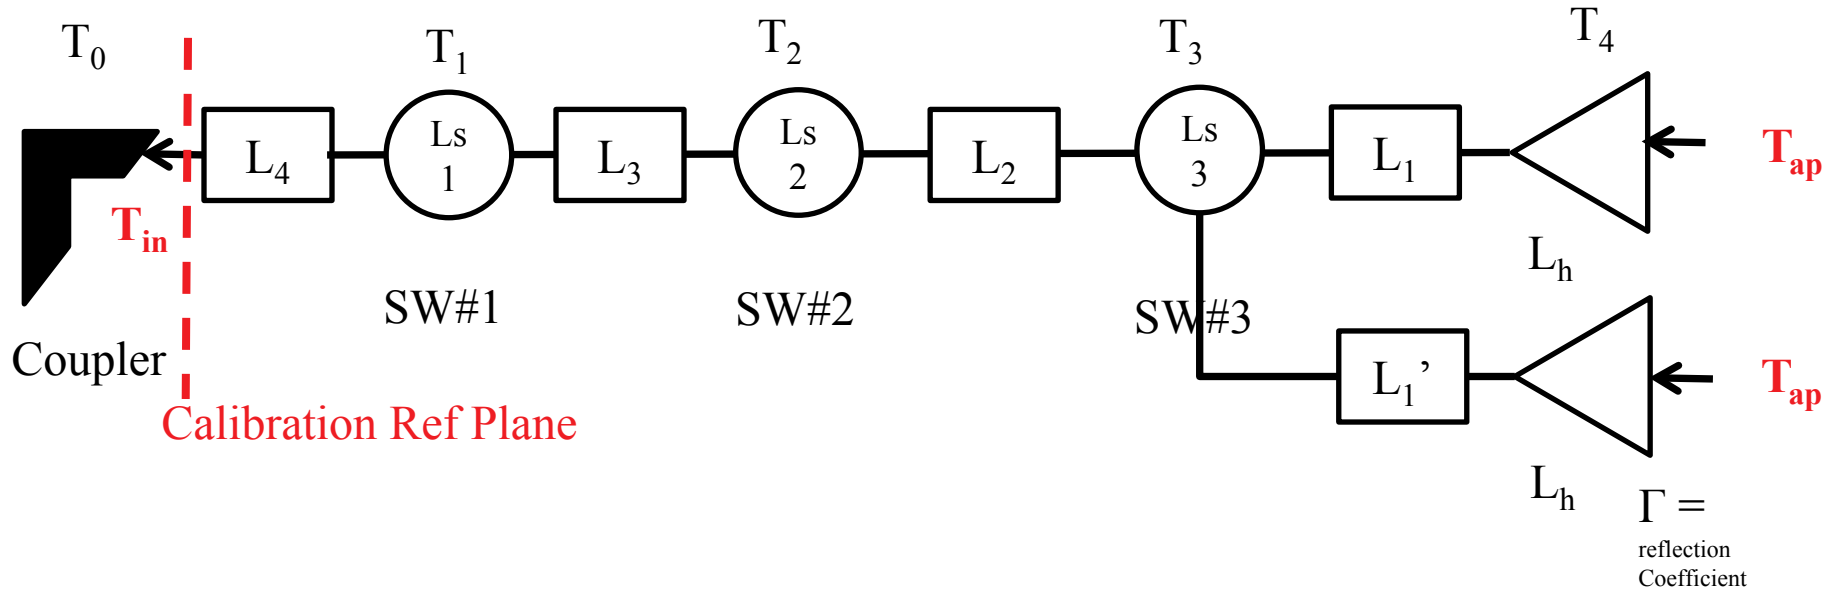 T0
T1
T2
T3
T4
L4
Ls
1
L3
Ls
2
L2
Ls
3
L1
Tap
Tin
Lh
SW#1
SW#2
SW#3
Coupler
L1’
Tap
Calibration Ref Plane
Lh
Γ =
reflection
Coefficient